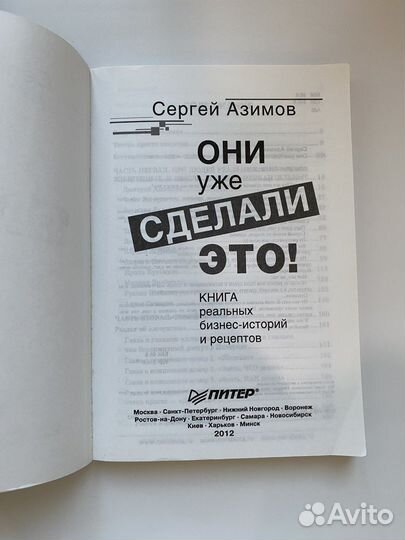 Сергей Азимов
ОНИ
уже
СДЕЛАЛИ
ЭТО!
КНИГА
реальных
бизнес-историй
и рецептов
ПИТЕР
Москва · Санкт-Петербург · Нижний Новгород · Воронеж
Ростов-на-Дону · Екатеринбург · Самара · Новосибирск
Киев · Харьков · Минск
2012
Avito